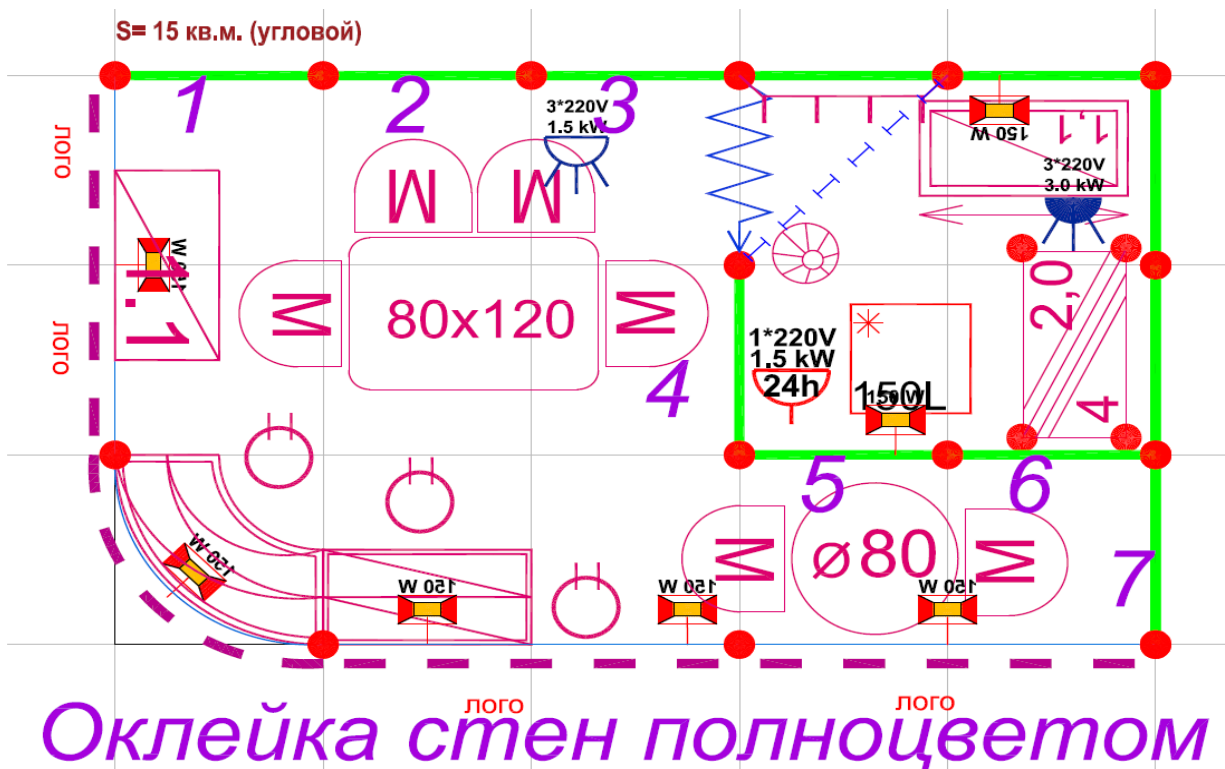 S= 15 кв.м. (угловой)
1
2
3
3*220V
1.5 kW
150 W
1,1
3*220V
3.0 kW
лого
M
M
150 W
1.1
M
80x120
M
2,0
лого
1*220V
1.5 kW
24h
150L
150 W
4
4
5
6
150 W
150 W
150 W
M
ø80
M
150 W
7
лого
лого
Оклейка стен полноцветом